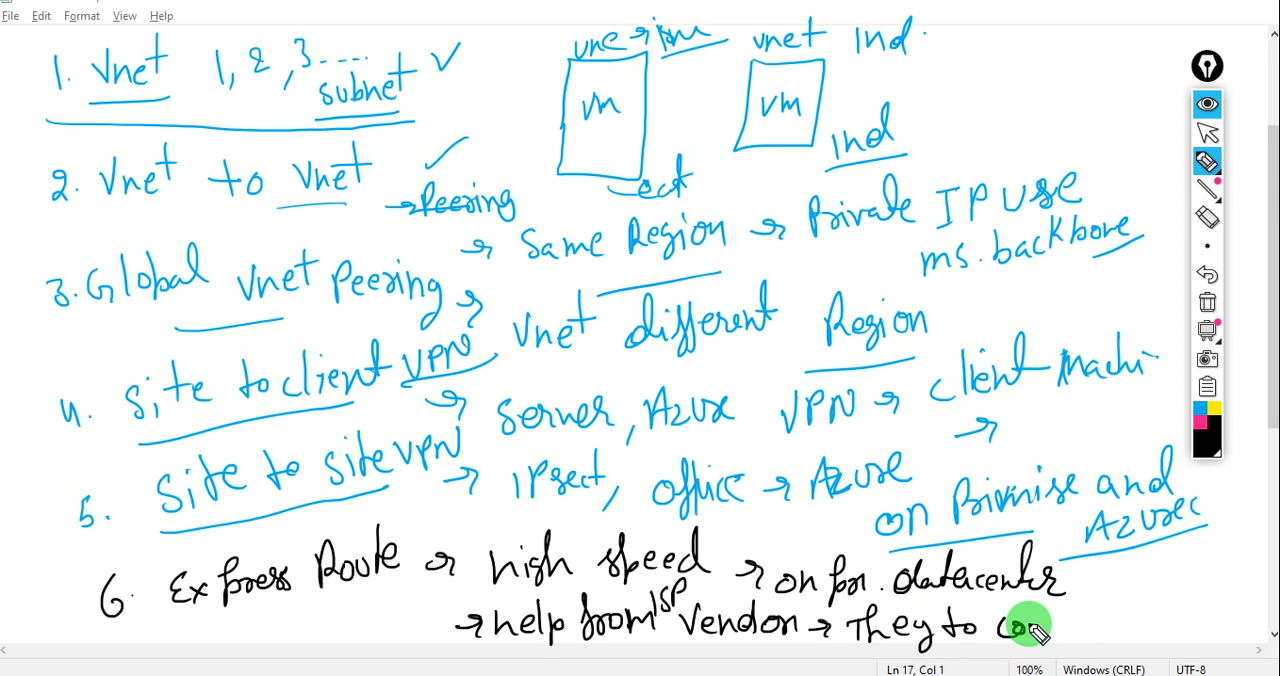 File Edit Format View Help
1. Vnet 1, 2, 3.... subnet
vnet Ind.
vm
vm
Ind
2. Vnet to Vnet → Peering
→ Same Region → Private IP use
ms. backbone
3. Global Vnet Peering → Vnet different Region
4. Site to client VPN → Server, Azure VPN → client Machi
→
5. Site to site VPN → IPsect, office → Azure
on Primise and
Azure
6. Express Route → high speed → on pr. datacenter
→ help from ISP Vendor → They to co
Ln 17, Col 1 100% Windows (CRLF) UTF-8